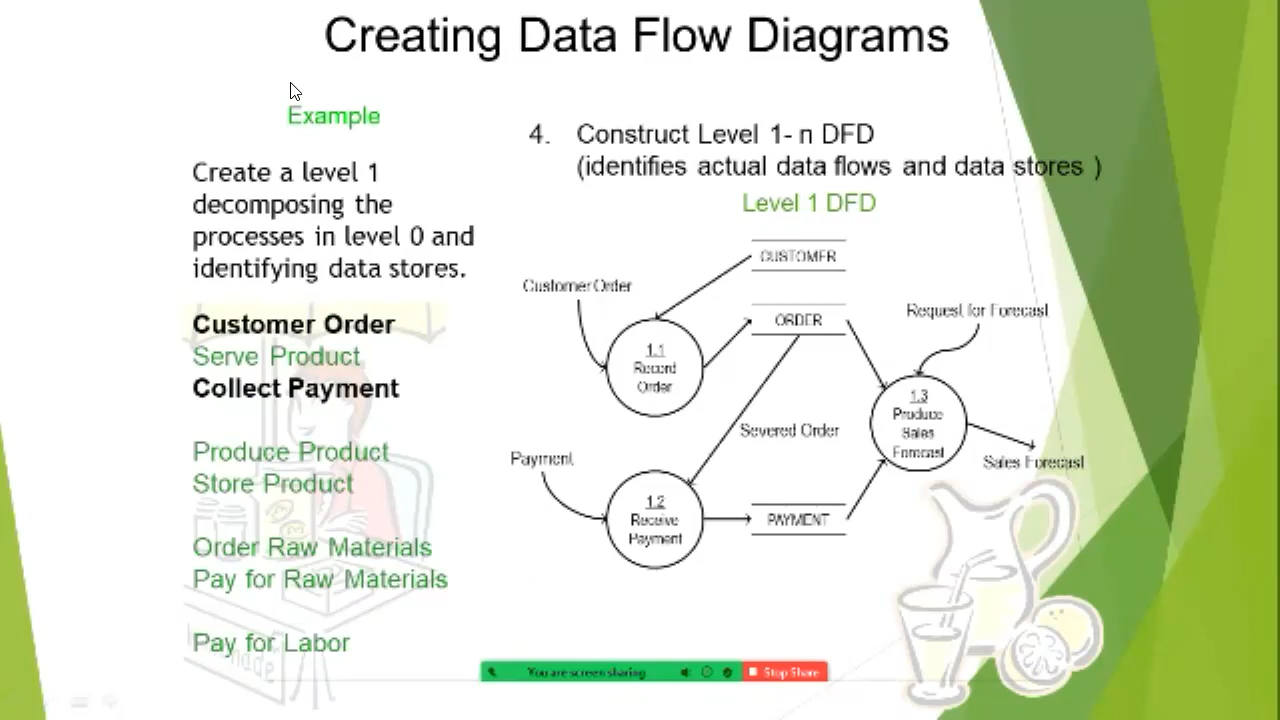 Creating Data Flow Diagrams
Example
Create a level 1
decomposing the
processes in level 0 and
identifying data stores.
Customer Order
Serve Product
Collect Payment
Produce Product
Store Product
Order Raw Materials
Pay for Raw Materials
Pay for Labor
4. Construct Level 1- n DFD
(identifies actual data flows and data stores )
Level 1 DFD
CUSTOMER
Customer Order
ORDER
Request for Forecast
1.1
Record
Order
1.3
Produce
Sales
Forecast
Severed Order
Payment
Sales Forecast
1.2
Receive
Payment
PAYMENT
made
You are screen sharing
Stop Share